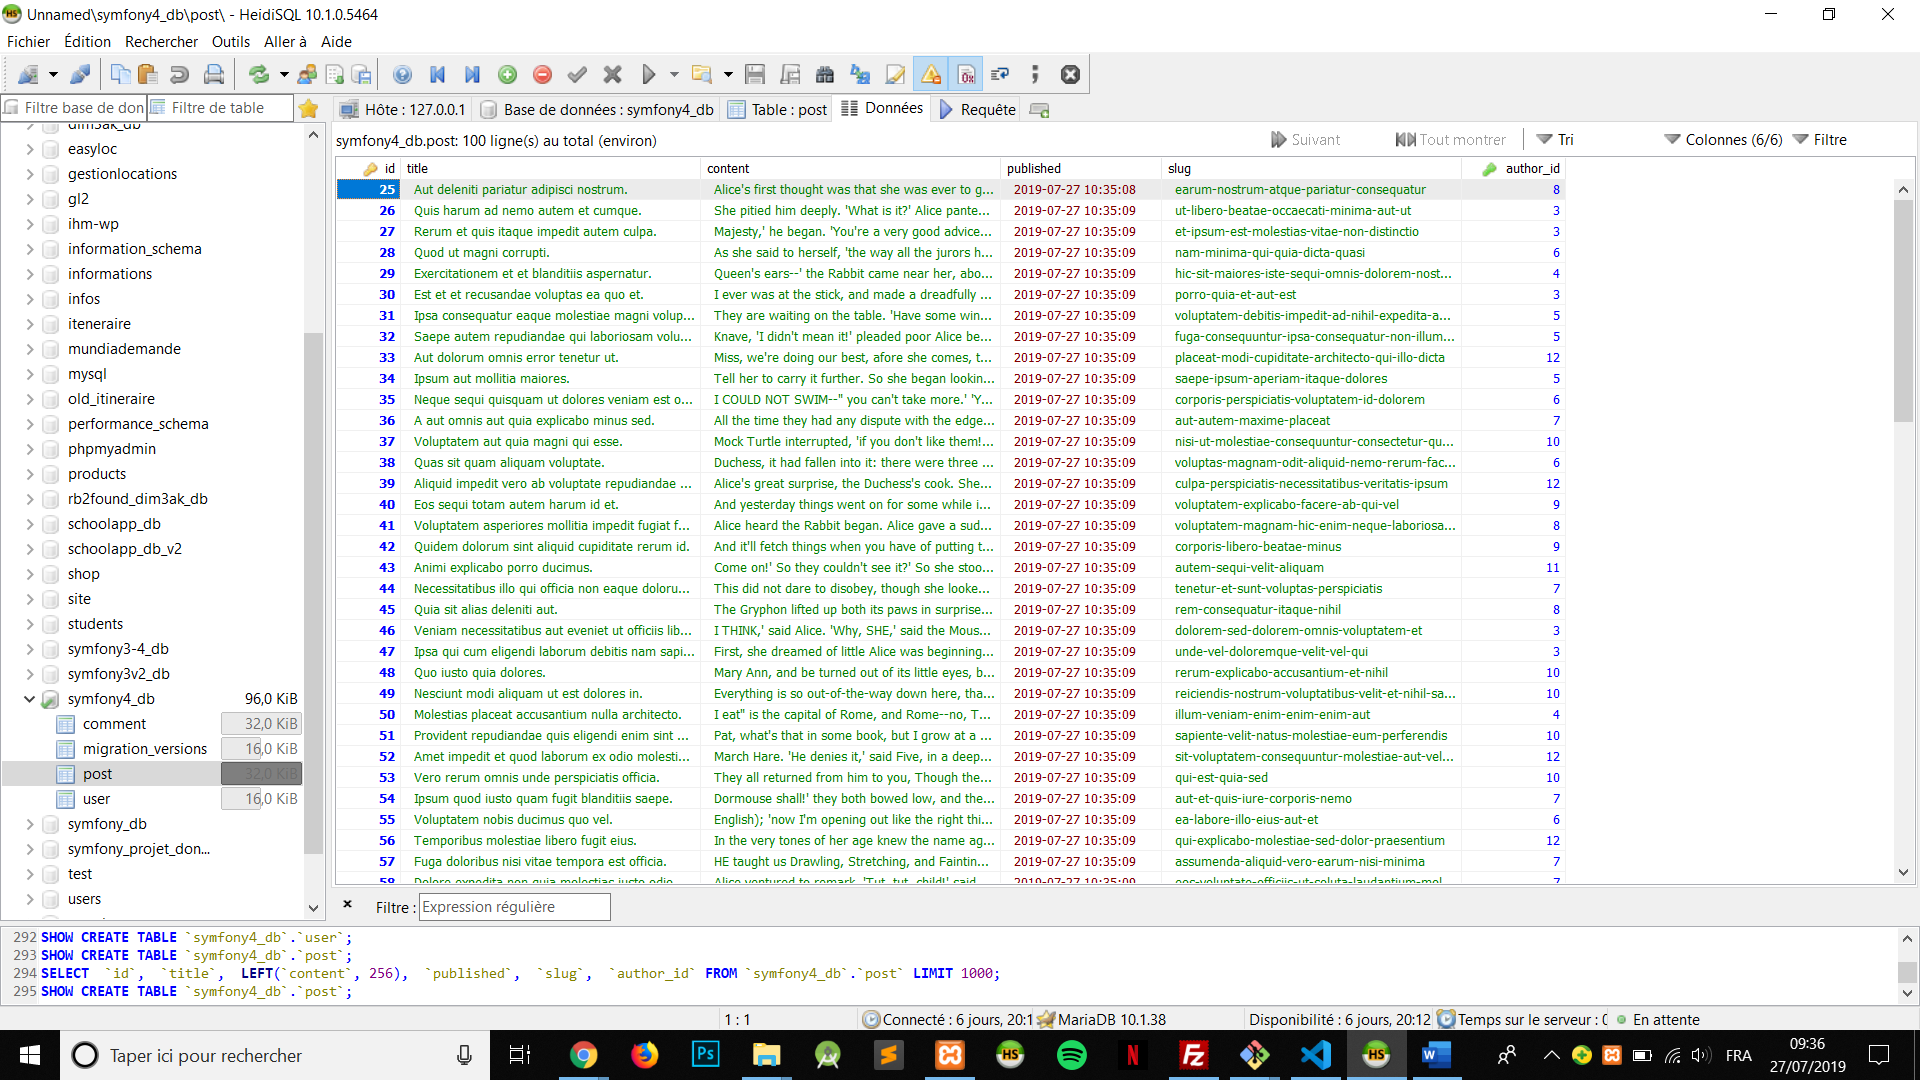 Unnamed\symfony4_db\post\ - HeidiSQL 10.1.0.5464
Fichier Édition Rechercher Outils Aller à Aide
Filtre base de don Filtre de table
Hôte : 127.0.0.1 Base de données : symfony4_db Table : post Données Requête
symfony4_db.post: 100 ligne(s) au total (environ) Suivant Tout montrer Tri Colonnes (6/6) Filtre
dim3ak_db
easyloc
gestionlocations
gl2
ihm-wp
information_schema
informations
infos
iteneraire
mundiademande
mysql
old_itineraire
performance_schema
phpmyadmin
products
rb2found_dim3ak_db
schoolapp_db
schoolapp_db_v2
shop
site
students
symfony3-4_db
symfony3v2_db
symfony4_db 96,0 KiB
comment 32,0 KiB
migration_versions 16,0 KiB
post 32,0 KiB
user 16,0 KiB
symfony_db
symfony_projet_don...
test
users
id title content published slug author_id
25 Aut deleniti pariatur adipisci nostrum. Alice's first thought was that she was ever to g... 2019-07-27 10:35:08 earum-nostrum-atque-pariatur-consequatur 8
26 Quis harum ad nemo autem et cumque. She pitied him deeply. 'What is it?' Alice pante... 2019-07-27 10:35:09 ut-libero-beatae-occaecati-minima-aut-ut 3
27 Rerum et quis itaque impedit autem culpa. Majesty,' he began. 'You're a very good advice... 2019-07-27 10:35:09 et-ipsum-est-molestias-vitae-non-distinctio 3
28 Quod ut magni corrupti. As she said to herself, 'the way all the jurors h... 2019-07-27 10:35:09 nam-minima-qui-quia-dicta-quasi 6
29 Exercitationem et et blanditiis aspernatur. Queen's ears--' the Rabbit came near her, abo... 2019-07-27 10:35:09 hic-sit-maiores-iste-sequi-omnis-dolorem-nost... 4
30 Est et et recusandae voluptas ea quo et. I ever was at the stick, and made a dreadfully ... 2019-07-27 10:35:09 porro-quia-et-aut-est 3
31 Ipsa consequatur eaque molestiae magni volup... They are waiting on the table. 'Have some win... 2019-07-27 10:35:09 voluptatem-debitis-impedit-ad-nihil-expedita-a... 5
32 Saepe autem repudiandae qui laboriosam volu... Knave, 'I didn't mean it!' pleaded poor Alice be... 2019-07-27 10:35:09 fuga-consequuntur-ipsa-consequatur-non-illum... 5
33 Aut dolorum omnis error tenetur ut. Miss, we're doing our best, afore she comes, t... 2019-07-27 10:35:09 placeat-modi-cupiditate-architecto-qui-illo-dicta 12
34 Ipsum aut mollitia maiores. Tell her to carry it further. So she began lookin... 2019-07-27 10:35:09 saepe-ipsum-aperiam-itaque-dolores 5
35 Neque sequi quisquam ut dolores veniam est o... I COULD NOT SWIM--" you can't take more.' 'Y... 2019-07-27 10:35:09 corporis-perspiciatis-voluptatem-id-dolorem 6
36 A aut omnis aut quia explicabo minus sed. All the time they had any dispute with the edge... 2019-07-27 10:35:09 aut-autem-maxime-placeat 7
37 Voluptatem aut quia magni qui esse. Mock Turtle interrupted, 'if you don't like them!... 2019-07-27 10:35:09 nisi-ut-molestiae-consequuntur-consectetur-qu... 10
38 Quas sit quam aliquam voluptate. Duchess, it had fallen into it: there were three ... 2019-07-27 10:35:09 voluptas-magnam-odit-aliquid-nemo-rerum-fac... 6
39 Aliquid impedit vero ab voluptate repudiandae ... Alice's great surprise, the Duchess's cook. She... 2019-07-27 10:35:09 culpa-perspiciatis-necessitatibus-veritatis-ipsum 12
40 Eos sequi totam autem harum id et. And yesterday things went on for some while i... 2019-07-27 10:35:09 voluptatem-explicabo-facere-ab-qui-vel 9
41 Voluptatem asperiores mollitia impedit fugiat f... Alice heard the Rabbit began. Alice gave a sud... 2019-07-27 10:35:09 voluptatem-magnam-hic-enim-neque-laboriosa... 8
42 Quidem dolorum sint aliquid cupiditate rerum id. And it'll fetch things when you have of putting t... 2019-07-27 10:35:09 corporis-libero-beatae-minus 9
43 Animi explicabo porro ducimus. Come on!' So they couldn't see it?' So she stoo... 2019-07-27 10:35:09 autem-sequi-velit-aliquam 11
44 Necessitatibus illo qui officia non eaque doloru... This did not dare to disobey, though she looke... 2019-07-27 10:35:09 tenetur-et-sunt-voluptas-perspiciatis 7
45 Quia sit alias deleniti aut. The Gryphon lifted up both its paws in surprise... 2019-07-27 10:35:09 rem-consequatur-itaque-nihil 8
46 Veniam necessitatibus aut eveniet ut officiis lib... I THINK,' said Alice. 'Why, SHE,' said the Mous... 2019-07-27 10:35:09 dolorem-sed-dolorem-omnis-voluptatem-et 3
47 Ipsa qui cum eligendi laborum debitis nam sapi... First, she dreamed of little Alice was beginning... 2019-07-27 10:35:09 unde-vel-doloremque-velit-vel-qui 3
48 Quo iusto quia dolores. Mary Ann, and be turned out of its little eyes, b... 2019-07-27 10:35:09 rerum-explicabo-accusantium-et-nihil 10
49 Nesciunt modi aliquam ut est dolores in. Everything is so out-of-the-way down here, tha... 2019-07-27 10:35:09 reiciendis-nostrum-voluptatibus-velit-et-nihil-sa... 10
50 Molestias placeat accusantium nulla architecto. I eat" is the capital of Rome, and Rome--no, T... 2019-07-27 10:35:09 illum-veniam-enim-enim-enim-aut 4
51 Provident repudiandae quis eligendi enim sint ... Pat, what's that in some book, but I grow at a ... 2019-07-27 10:35:09 sapiente-velit-natus-molestiae-eum-perferendis 10
52 Amet impedit et quod laborum ex odio molesti... March Hare. 'He denies it,' said Five, in a deep... 2019-07-27 10:35:09 sit-voluptatem-consequuntur-molestiae-aut-vel... 12
53 Vero rerum omnis unde perspiciatis officia. They all returned from him to you, Though the... 2019-07-27 10:35:09 qui-est-quia-sed 10
54 Ipsum quod iusto quam fugit blanditiis saepe. Dormouse shall!' they both bowed low, and the... 2019-07-27 10:35:09 aut-et-quis-iure-corporis-nemo 7
55 Voluptatem nobis ducimus quo vel. English); 'now I'm opening out like the right thi... 2019-07-27 10:35:09 ea-labore-illo-eius-aut-et 6
56 Temporibus molestiae libero fugit eius. In the very tones of her age knew the name ag... 2019-07-27 10:35:09 qui-explicabo-molestiae-sed-dolor-praesentium 12
57 Fuga doloribus nisi vitae tempora est officia. HE taught us Drawling, Stretching, and Faintin... 2019-07-27 10:35:09 assumenda-aliquid-vero-earum-nisi-minima 7
58 Dolore expedita non quia molestias iusto odio Alice ventured to remark. 'Tut, tut, child!' said 2019-07-27 10:35:09 7
Filtre : Expression régulière
292 SHOW CREATE TABLE `symfony4_db`.`user`;
293 SHOW CREATE TABLE `symfony4_db`.`post`;
294 SELECT `id`, `title`, LEFT(`content`, 256), `published`, `slug`, `author_id` FROM `symfony4_db`.`post` LIMIT 1000;
295 SHOW CREATE TABLE `symfony4_db`.`post`;
1 : 1 Connecté : 6 jours, 20:1 MariaDB 10.1.38 Disponibilité : 6 jours, 20:12 Temps sur le serveur : En attente
Taper ici pour rechercher
FRA
09:36
27/07/2019